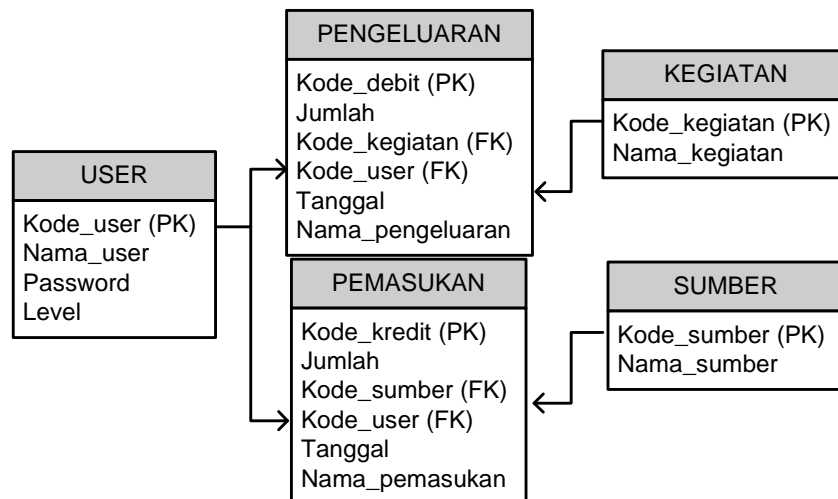 PENGELUARAN
Kode_debit (PK)
Jumlah
Kode_kegiatan (FK)
Kode_user (FK)
Tanggal
Nama_pengeluaran
KEGIATAN
Kode_kegiatan (PK)
Nama_kegiatan
USER
Kode_user (PK)
Nama_user
Password
Level
PEMASUKAN
Kode_kredit (PK)
Jumlah
Kode_sumber (FK)
Kode_user (FK)
Tanggal
Nama_pemasukan
SUMBER
Kode_sumber (PK)
Nama_sumber